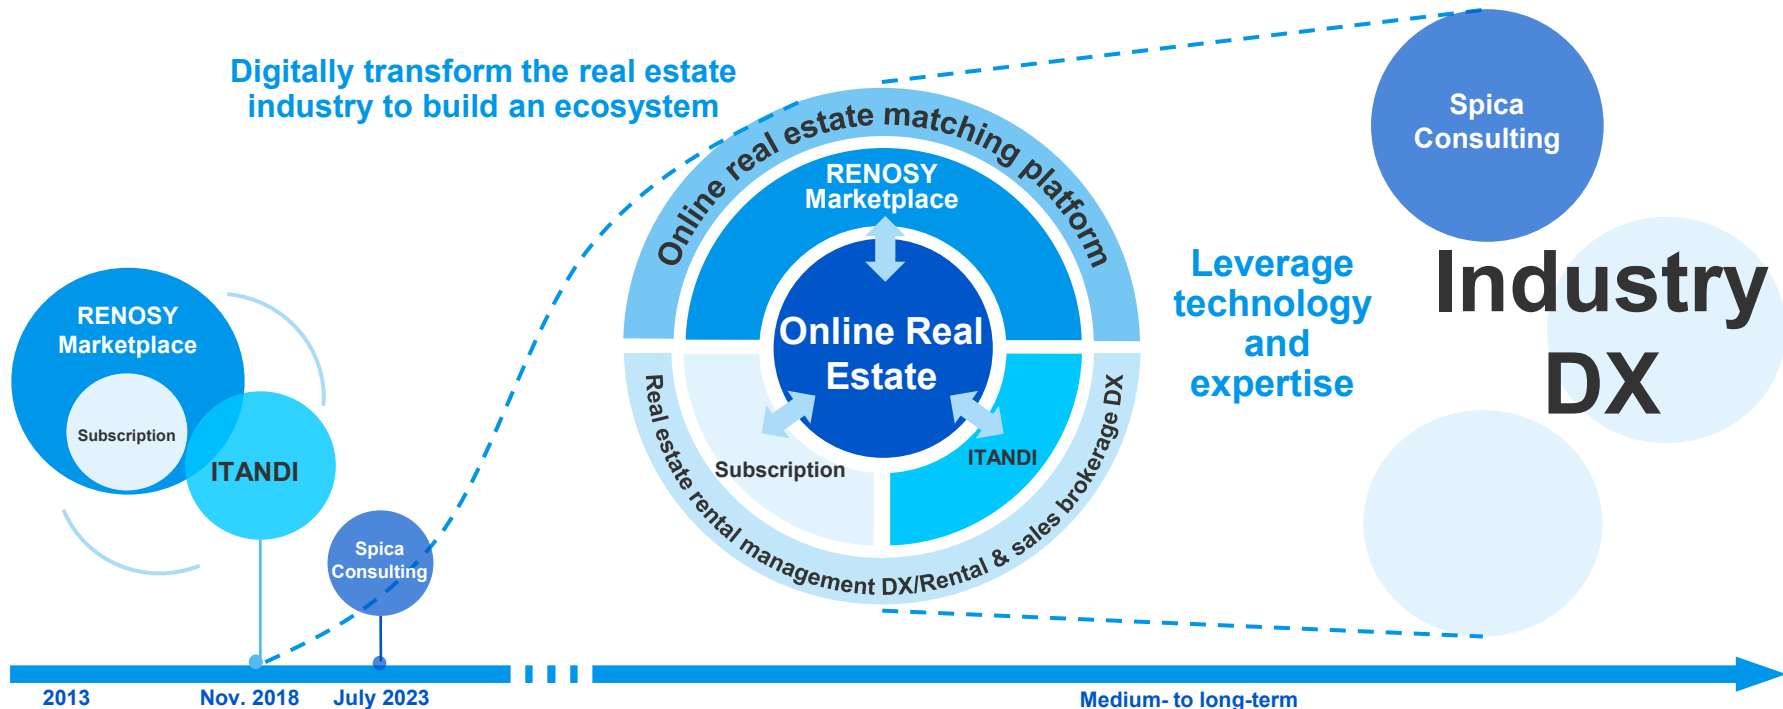 Digitally transform the real estate
industry to build an ecosystem
RENOSY
Marketplace
Subscription
ITANDI
Spica
Consulting
Online real estate matching platform
RENOSY
Marketplace
Online Real
Estate
Subscription
ITANDI
Real estate rental management DX/Rental & sales brokerage DX
Leverage
technology
and
expertise
Spica
Consulting
Industry
DX
2013
Nov. 2018
July 2023
Medium- to long-term